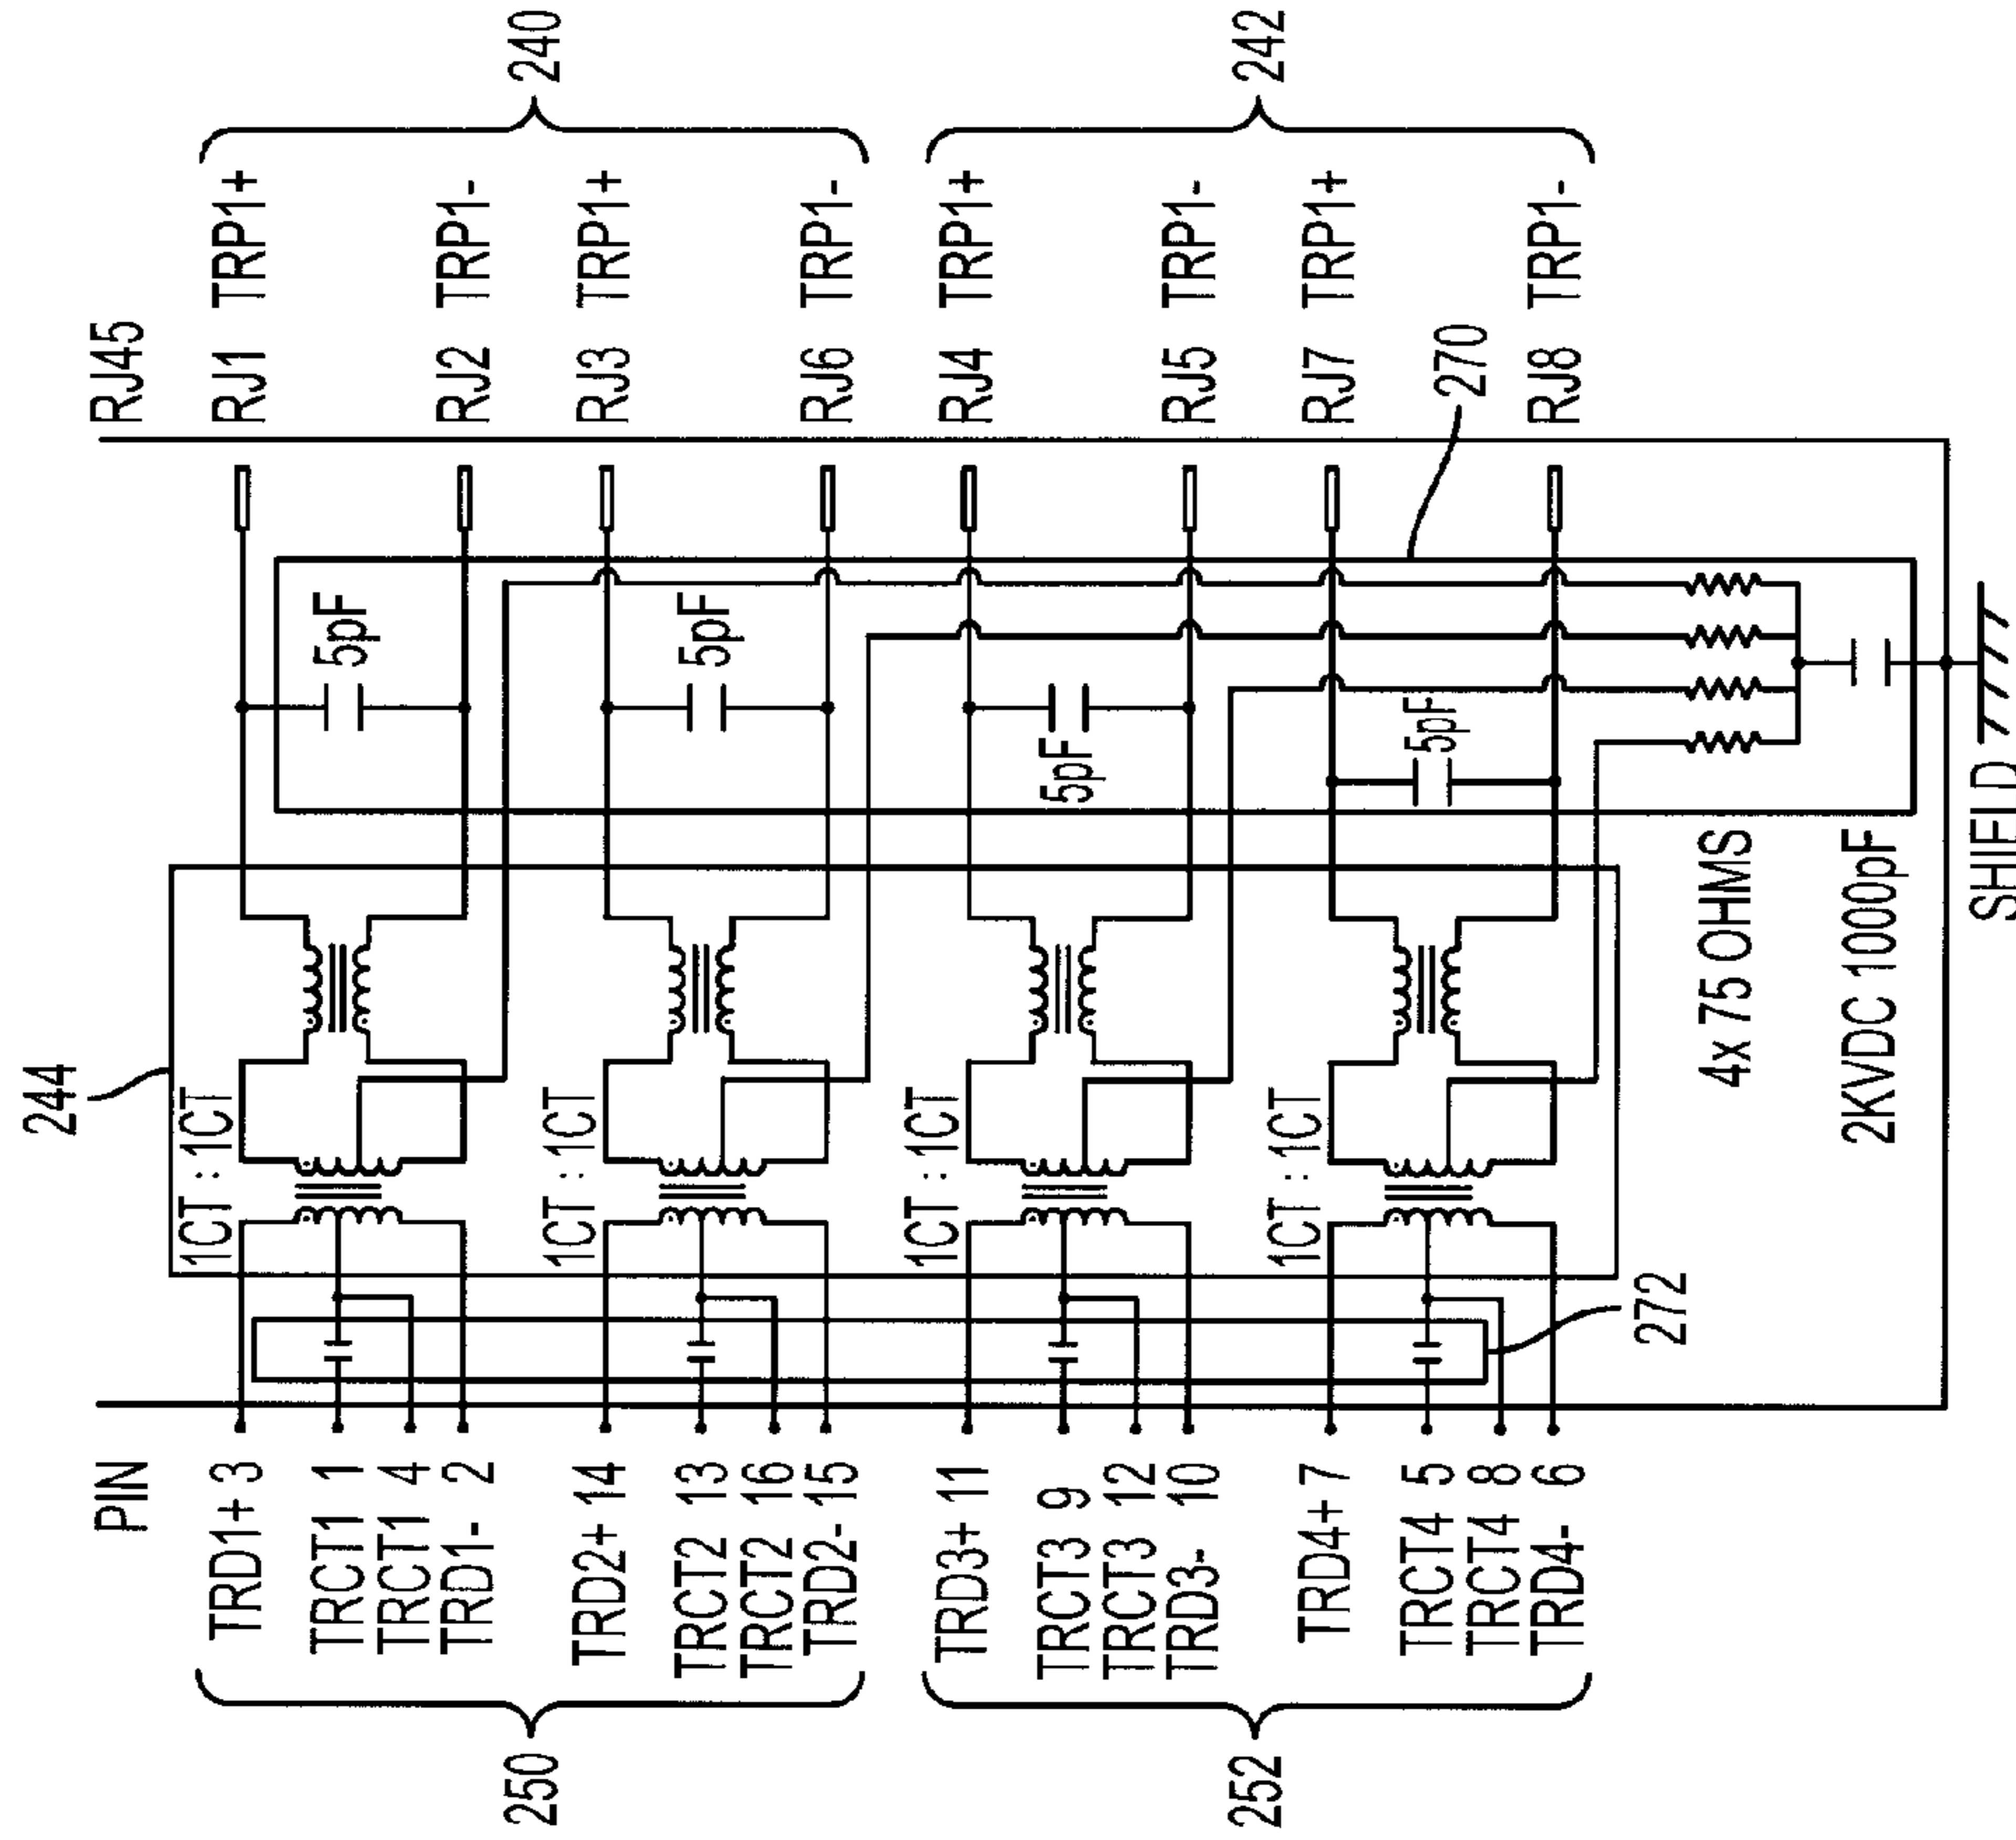 PIN
RJ45
244
250
252
240
242
270
272
TRD1+ 3
TRCT1 1
TRCT1 4
TRD1- 2
1CT : 1CT
5pF
RJ1 TRP1+
RJ2 TRP1-
TRD2+ 14
TRCT2 13
TRCT2 16
TRD2- 15
1CT : 1CT
5pF
RJ3 TRP1+
RJ6 TRP1-
TRD3+ 11
TRCT3 9
TRCT3 12
TRD3- 10
1CT : 1CT
5pF
RJ4 TRP1+
RJ5 TRP1-
TRD4+ 7
TRCT4 5
TRCT4 8
TRD4- 6
1CT : 1CT
5pF
RJ7 TRP1+
RJ8 TRP1-
4x 75 OHMS
2KVDC 1000pF
SHIELD